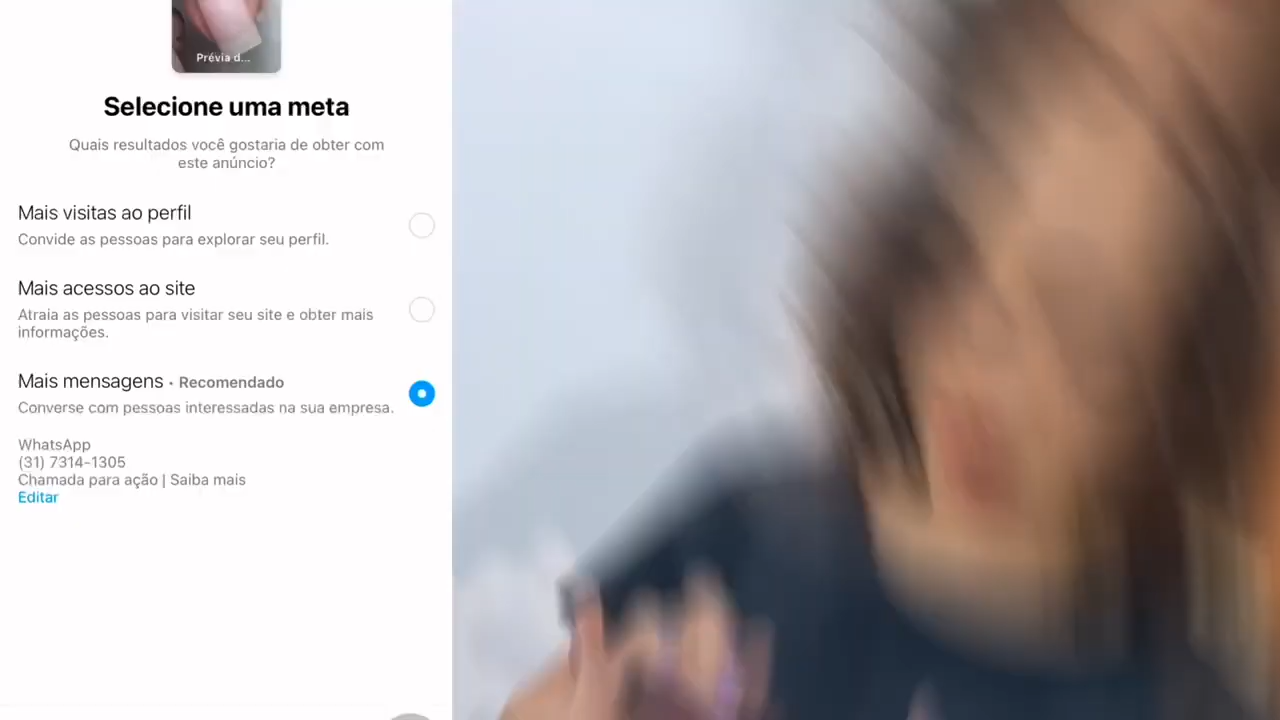 Prévia d...
Selecione uma meta
Quais resultados você gostaria de obter com
este anúncio?
Mais visitas ao perfil
Convide as pessoas para explorar seu perfil.
Mais acessos ao site
Atraia as pessoas para visitar seu site e obter mais
informações.
Mais mensagens • Recomendado
Converse com pessoas interessadas na sua empresa.
WhatsApp
(31) 7314-1305
Chamada para ação | Saiba mais
Editar